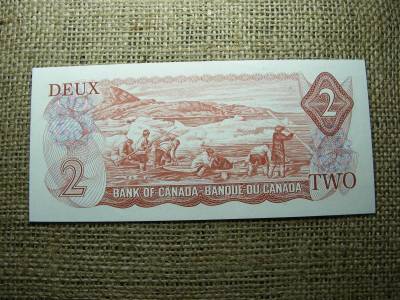 DEUX
2
2
BANK OF CANADA-BANQUE DU CANADA
TWO